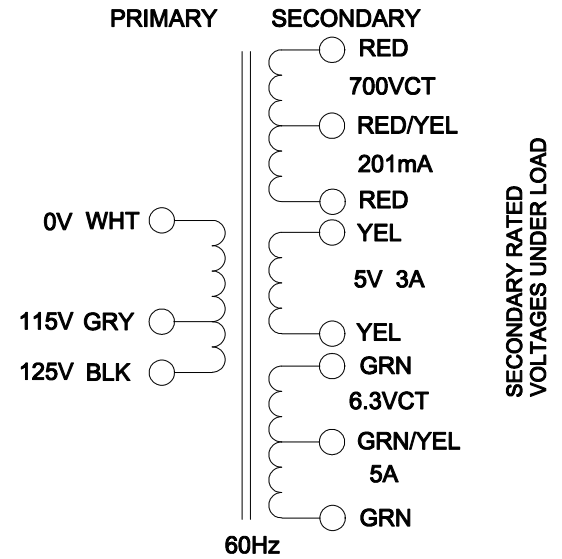 PRIMARY
SECONDARY
RED
700VCT
RED/YEL
201mA
RED
0V WHT
115V GRY
125V BLK
YEL
5V 3A
YEL
GRN
6.3VCT
GRN/YEL
5A
GRN
60Hz
SECONDARY RATED
VOLTAGES UNDER LOAD